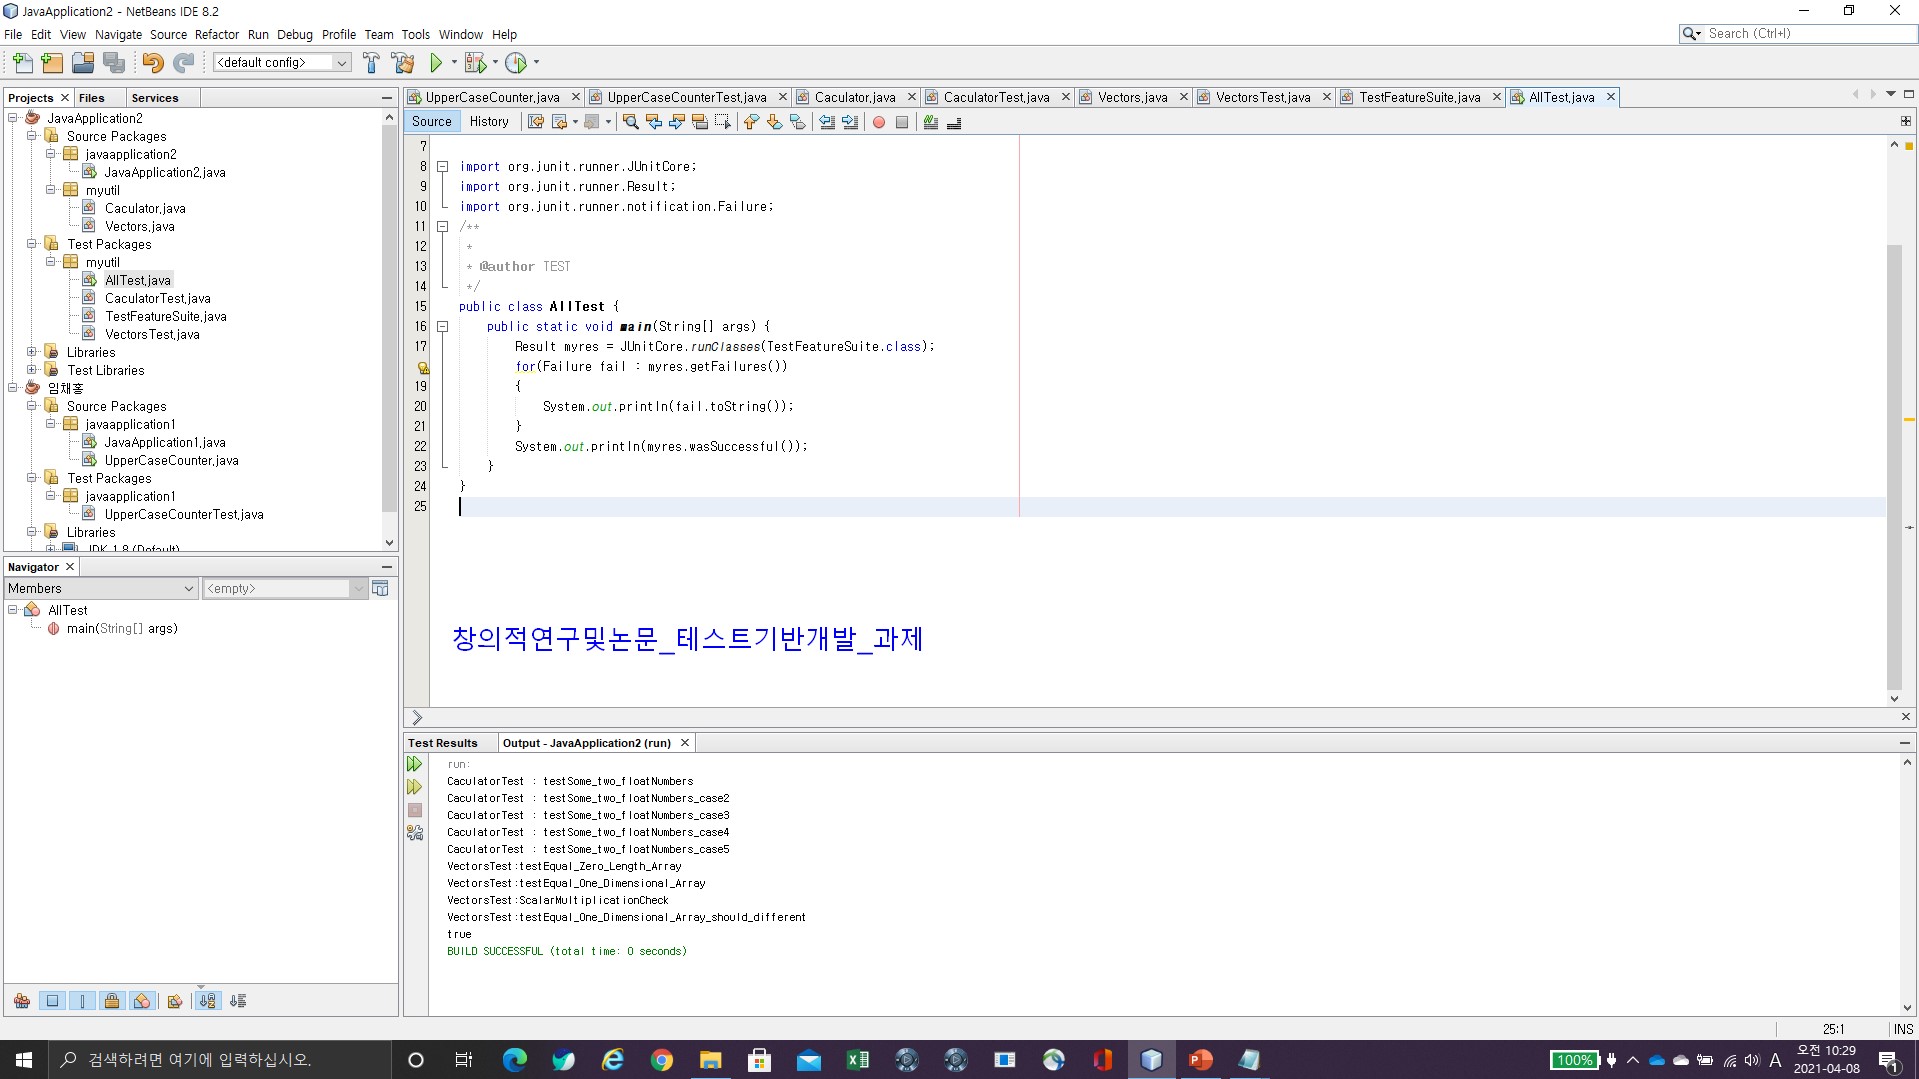 JavaApplication2 - NetBeans IDE 8.2
File Edit View Navigate Source Refactor Run Debug Profile Team Tools Window Help
Search (Ctrl+I)
<default config>
Projects Files Services
JavaApplication2
Source Packages
javaapplication2
JavaApplication2.java
myutil
Caculator.java
Vectors.java
Test Packages
myutil
AllTest.java
CaculatorTest.java
TestFeatureSuite.java
VectorsTest.java
Libraries
Test Libraries
임채홍
Source Packages
javaapplication1
JavaApplication1.java
UpperCaseCounter.java
Test Packages
javaapplication1
UpperCaseCounterTest.java
Libraries
JDK 1.8 (Default)
Navigator
Members <empty>
AllTest
main(String[] args)
UpperCaseCounter.java UpperCaseCounterTest.java Caculator.java CaculatorTest.java Vectors.java VectorsTest.java TestFeatureSuite.java AllTest.java
Source History
7
8 import org.junit.runner.JUnitCore;
9 import org.junit.runner.Result;
10 import org.junit.runner.notification.Failure;
11 /**
12 *
13 * @author TEST
14 */
15 public class AllTest {
16 public static void main(String[] args) {
17 Result myres = JUnitCore.runClasses(TestFeatureSuite.class);
for(Failure fail : myres.getFailures())
19 {
20 System.out.println(fail.toString());
21 }
22 System.out.println(myres.wasSuccessful());
23 }
24 }
25
창의적연구및논문_테스트기반개발_과제
Test Results Output - JavaApplication2 (run)
run:
CaculatorTest : testSome_two_floatNumbers
CaculatorTest : testSome_two_floatNumbers_case2
CaculatorTest : testSome_two_floatNumbers_case3
CaculatorTest : testSome_two_floatNumbers_case4
CaculatorTest : testSome_two_floatNumbers_case5
VectorsTest:testEqual_Zero_Length_Array
VectorsTest:testEqual_One_Dimensional_Array
VectorsTest:ScalarMultiplicationCheck
VectorsTest:testEqual_One_Dimensional_Array_should_different
true
BUILD SUCCESSFUL (total time: 0 seconds)
25:1 INS
검색하려면 여기에 입력하십시오.
100% A 오전 10:29
2021-04-08
1